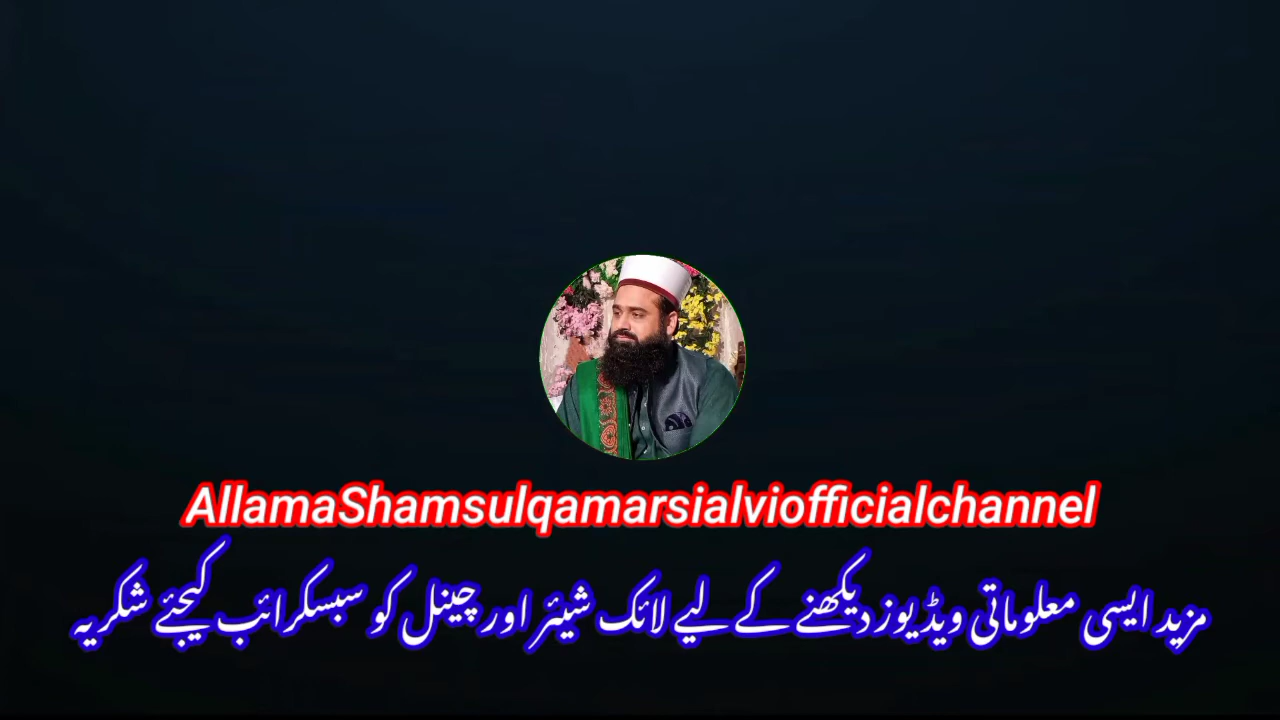 AllamaShamsulqamarsialviofficialchannel
مزید ایسی معلوماتی ویڈیوز دیکھنے کے لیے لائک شیئر اور چینل کو سبسکرائب کیجئے شکریہ